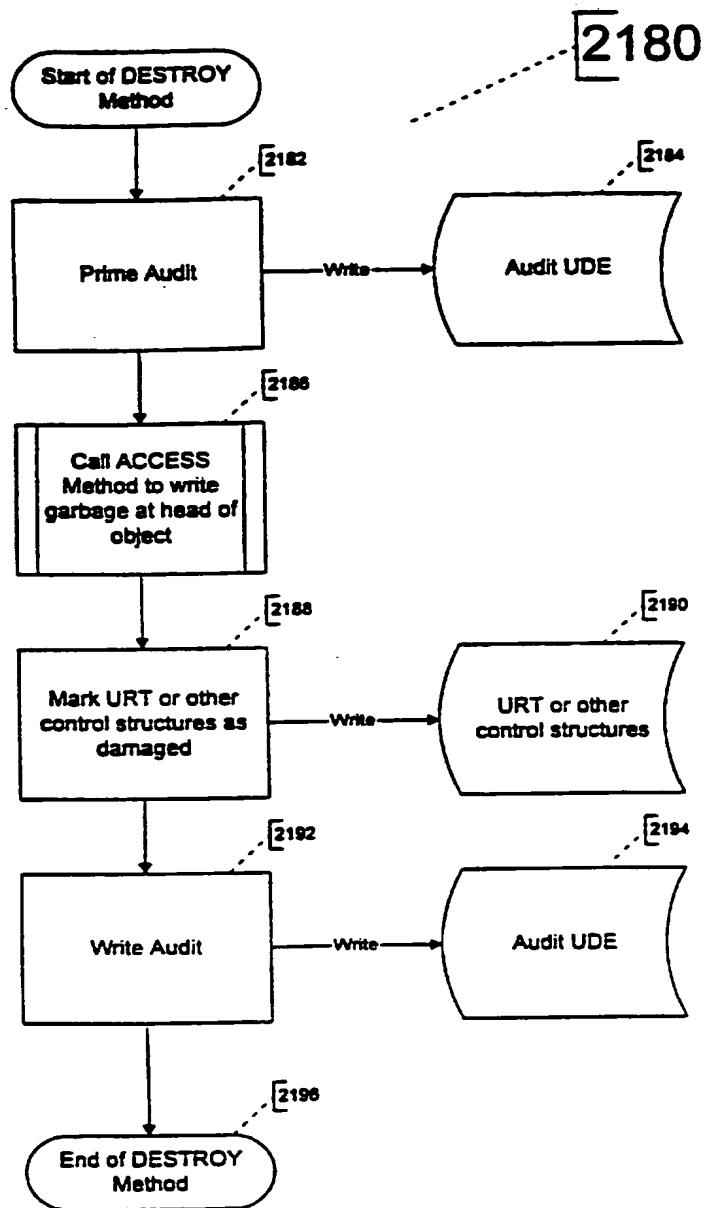 2180
Start of DESTROY
Method
2182
2184
Prime Audit
Write
Audit UDE
2186
Call ACCESS
Method to write
garbage at head of
object
2188
2190
Mark URT or other
control structures as
damaged
Write
URT or other
control structures
2192
2194
Write Audit
Write
Audit UDE
2196
End of DESTROY
Method